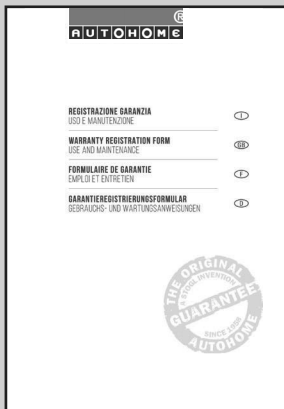 ®
AUTOHOME
REGISTRAZIONE GARANZIA
USO E MANUTENZIONE
I
WARRANTY REGISTRATION FORM
USE AND MAINTENANCE
GB
FORMULAIRE DE GARANTIE
EMPLOI ET ENTRETIEN
F
GARANTIEREGISTRIERUNGSFORMULAR
GEBRAUCHS- UND WARTUNGSANWEISUNGEN
D
THE ORIGINAL
GUARANTEE
SINCE 1958
AUTOHOME